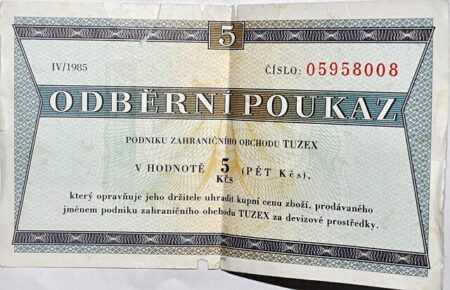 5
IV/1985 ČÍSLO: 05958008
ODBĚRNÍ POUKAZ
PODNIKU ZAHRANIČNÍHO OBCHODU TUZEX
V HODNOTĚ 5 Kčs (PĚT Kčs),
který opravňuje jeho držitele uhradit kupní cenu zboží, prodávaného
jménem podniku zahraničního obchodu TUZEX za devizové prostředky.